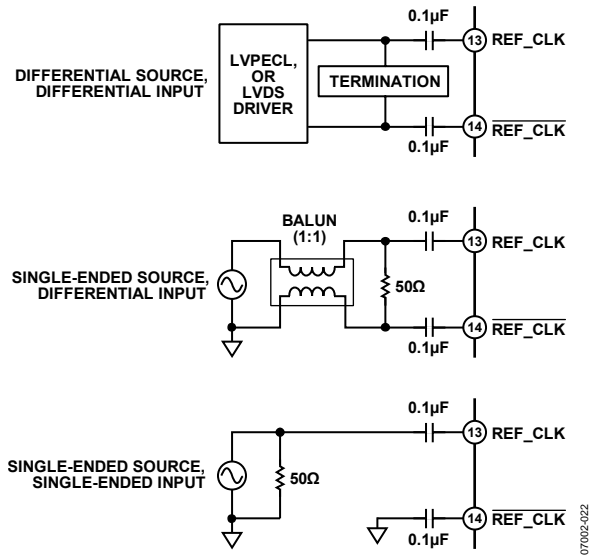 0.1µF
13 REF_CLK
LVPECL,
OR
LVDS
DRIVER
TERMINATION
DIFFERENTIAL SOURCE,
DIFFERENTIAL INPUT
14 REF_CLK
0.1µF
BALUN
(1:1)
0.1µF
13 REF_CLK
SINGLE-ENDED SOURCE,
DIFFERENTIAL INPUT
50Ω
14 REF_CLK
0.1µF
0.1µF
13 REF_CLK
SINGLE-ENDED SOURCE,
SINGLE-ENDED INPUT
50Ω
14 REF_CLK
0.1µF
07002-022